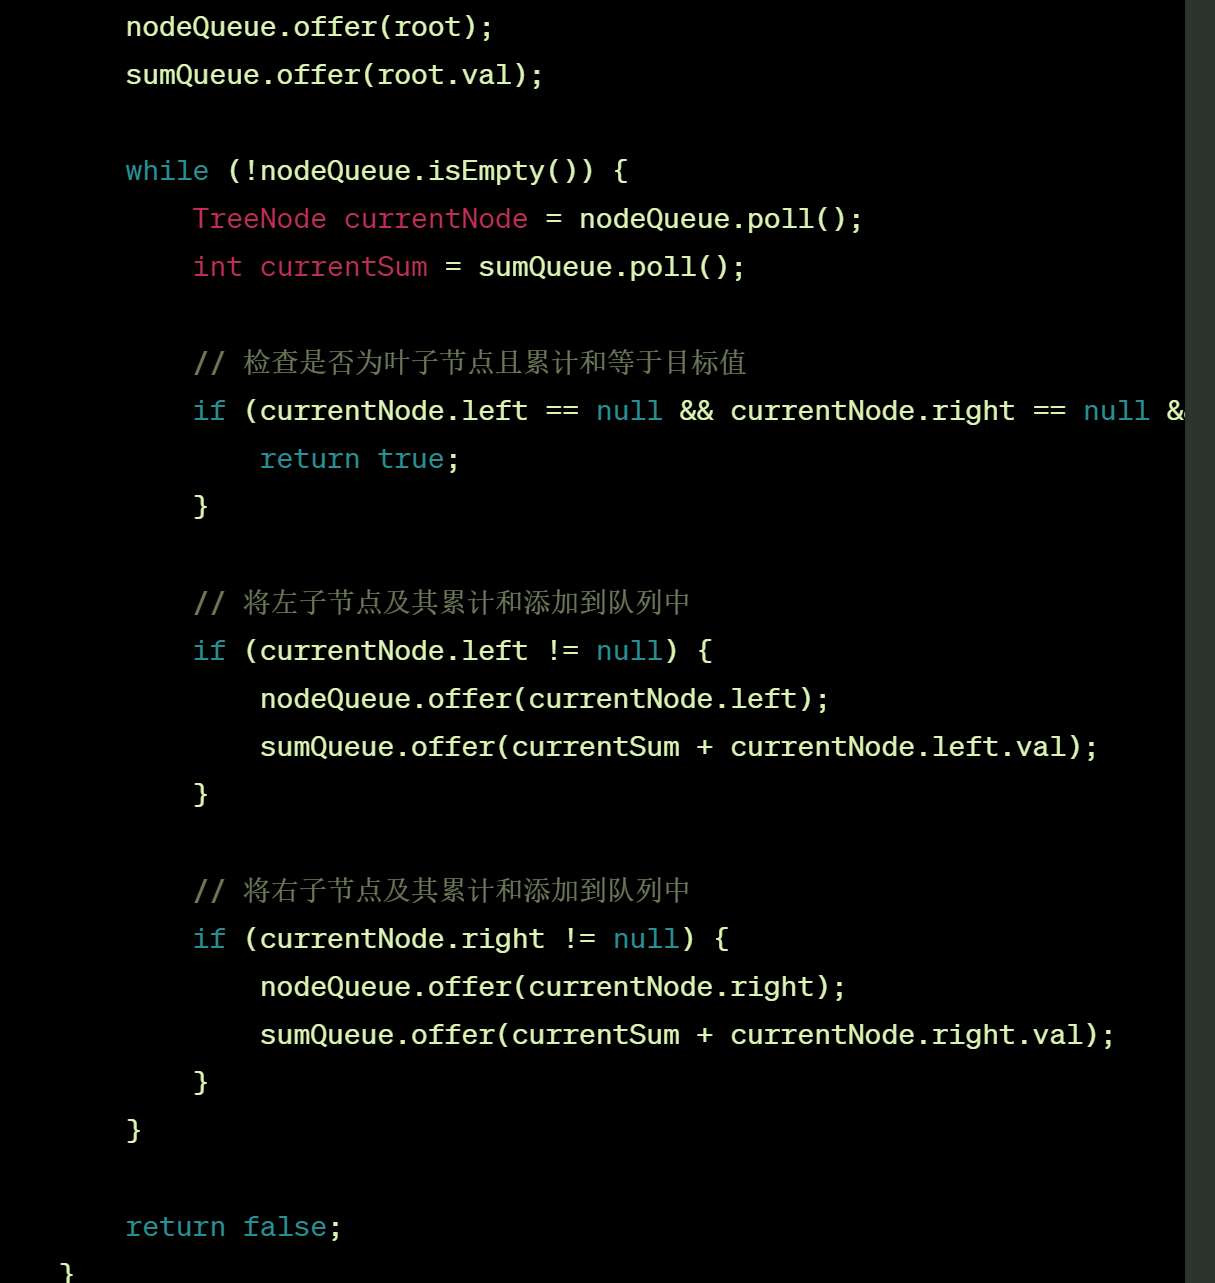 nodeQueue.offer(root);
sumQueue.offer(root.val);
while (!nodeQueue.isEmpty()) {
TreeNode currentNode = nodeQueue.poll();
int currentSum = sumQueue.poll();
// 检查是否为叶子节点且累计和等于目标值
if (currentNode.left == null && currentNode.right == null &
return true;
}
// 将左子节点及其累计和添加到队列中
if (currentNode.left != null) {
nodeQueue.offer(currentNode.left);
sumQueue.offer(currentSum + currentNode.left.val);
}
// 将右子节点及其累计和添加到队列中
if (currentNode.right != null) {
nodeQueue.offer(currentNode.right);
sumQueue.offer(currentSum + currentNode.right.val);
}
}
return false;
}